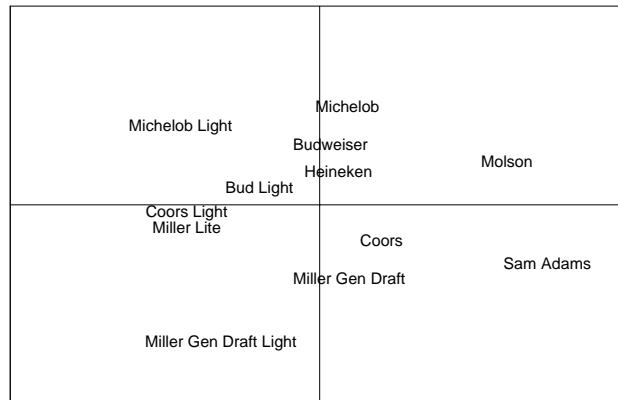 Michelob
Michelob Light
Budweiser
Molson
Heineken
Bud Light
Coors Light
Miller Lite
Coors
Sam Adams
Miller Gen Draft
Miller Gen Draft Light